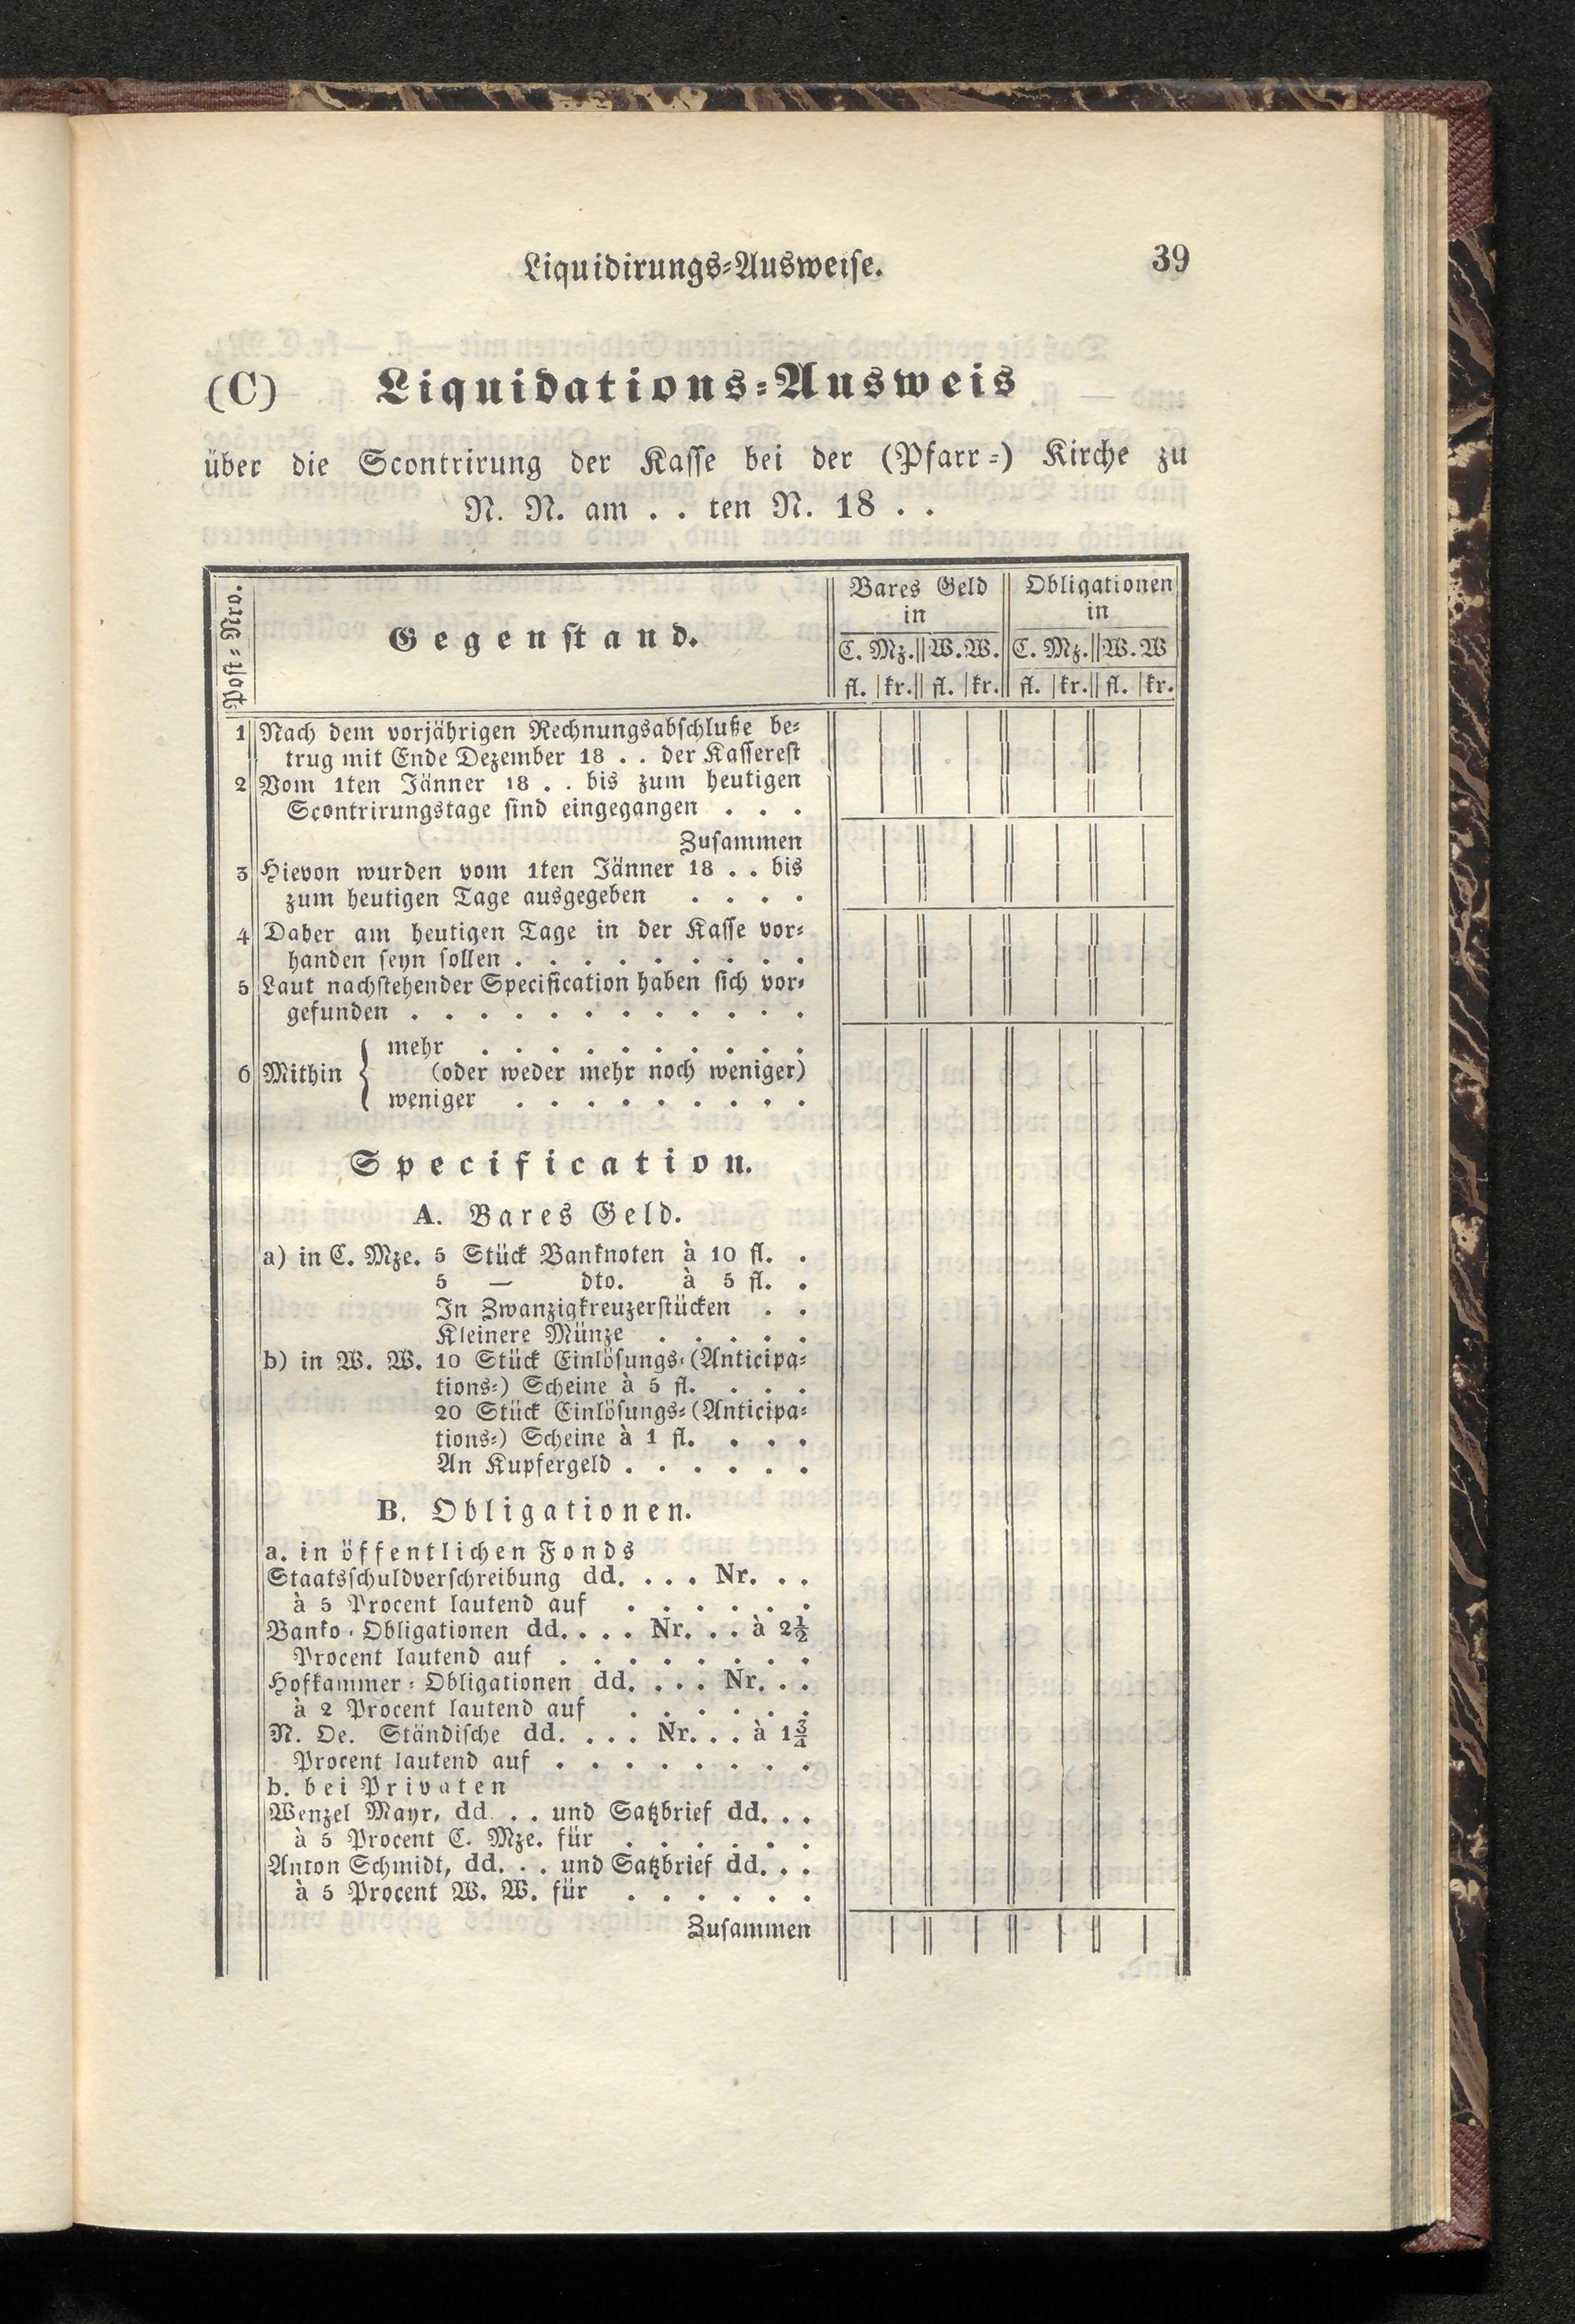 Liquidirungs-Ausweise. 39
(C) Liquidations-Ausweis
über die Scontrirung der Kasse bei der (Pfarr-) Kirche zu
N. N. am . . ten N. 18 . .
Post-Nro.
Gegenstand.
Bares Geld in
Obligationen in
C. Mz. W. W. C. Mz. W. W
fl. kr. fl. kr. fl. kr. fl. kr.
1 Nach dem vorjährigen Rechnungsabschluße be-
trug mit Ende Dezember 18 . . der Kasserest
2 Vom 1ten Jänner 18 . . bis zum heutigen
Scontrirungstage sind eingegangen . . .
Zusammen
3 Hievon wurden vom 1ten Jänner 18 . . bis
zum heutigen Tage ausgegeben . . . .
4 Daher am heutigen Tage in der Kasse vor-
handen seyn sollen . . . . . . . . .
5 Laut nachstehender Specification haben sich vor-
gefunden . . . . . . . . . . . .
mehr . . . . . . . . . .
6 Mithin { (oder weder mehr noch weniger)
weniger . . . . . . . . .
Specification.
A. Bares Geld.
a) in C. Mze. 5 Stück Banknoten à 10 fl. .
5 — dto. à 5 fl. .
In Zwanzigkreuzerstücken . .
Kleinere Münze . . . . .
b) in W. W. 10 Stück Einlösungs-(Anticipa-
tions-) Scheine à 5 fl. . . .
20 Stück Einlösungs-(Anticipa-
tions-) Scheine à 1 fl. . . .
An Kupfergeld . . . . . .
B. Obligationen.
a. in öffentlichen Fonds
Staatsschuldverschreibung dd. . . . Nr. . .
à 5 Procent lautend auf . . . . . .
Banko-Obligationen dd. . . . Nr. . . à 2½
Procent lautend auf . . . . . . . .
Hofkammer-Obligationen dd. . . . Nr. . .
à 2 Procent lautend auf . . . . . .
N. Oe. Ständische dd. . . . Nr. . . à 1¾
Procent lautend auf . . . . . . . .
b. bei Privaten
Wenzel Mayr, dd. . . und Satzbrief dd. . .
à 5 Procent C. Mze. für . . . . . .
Anton Schmidt, dd. . . und Satzbrief dd. . .
à 5 Procent W. W. für . . . . . .
Zusammen